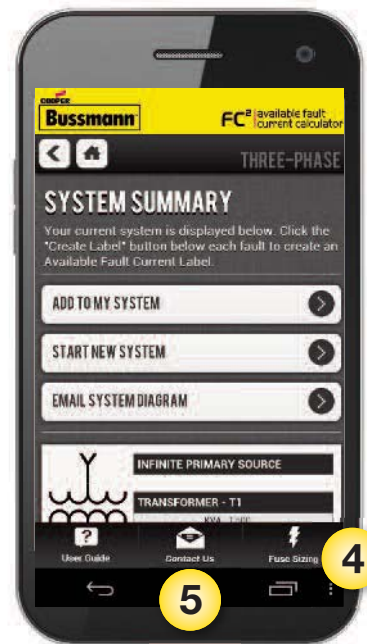 COOPER
Bussmann
FC² available fault
current calculator
THREE-PHASE
SYSTEM SUMMARY
Your current system is displayed below. Click the
"Create Label" button below each fault to create an
Available Fault Current Label.
ADD TO MY SYSTEM
START NEW SYSTEM
EMAIL SYSTEM DIAGRAM
INFINITE PRIMARY SOURCE
TRANSFORMER - T1
KVA
User Guide
Contact Us
Fuse Sizing
4
5